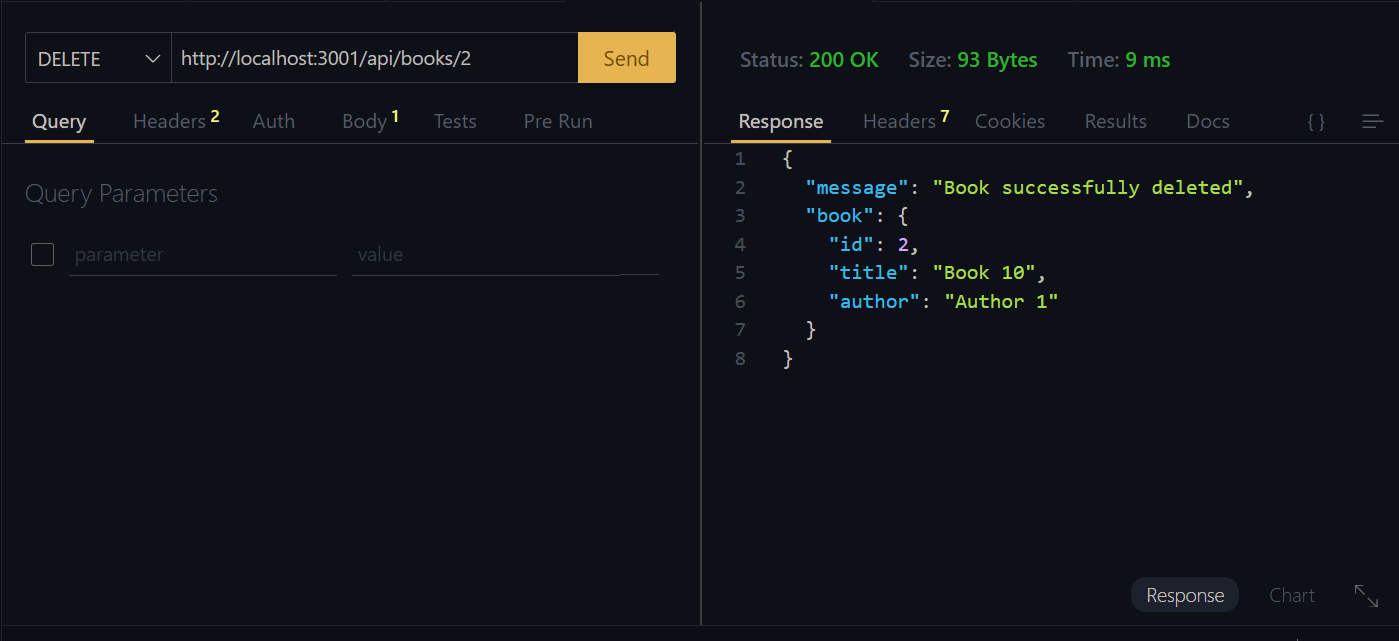 DELETE http://localhost:3001/api/books/2 Send
Query Headers 2 Auth Body 1 Tests Pre Run
Query Parameters
parameter value
Status: 200 OK Size: 93 Bytes Time: 9 ms
Response Headers 7 Cookies Results Docs { }
1 {
2 "message": "Book successfully deleted",
3 "book": {
4 "id": 2,
5 "title": "Book 10",
6 "author": "Author 1"
7 }
8 }
Response Chart